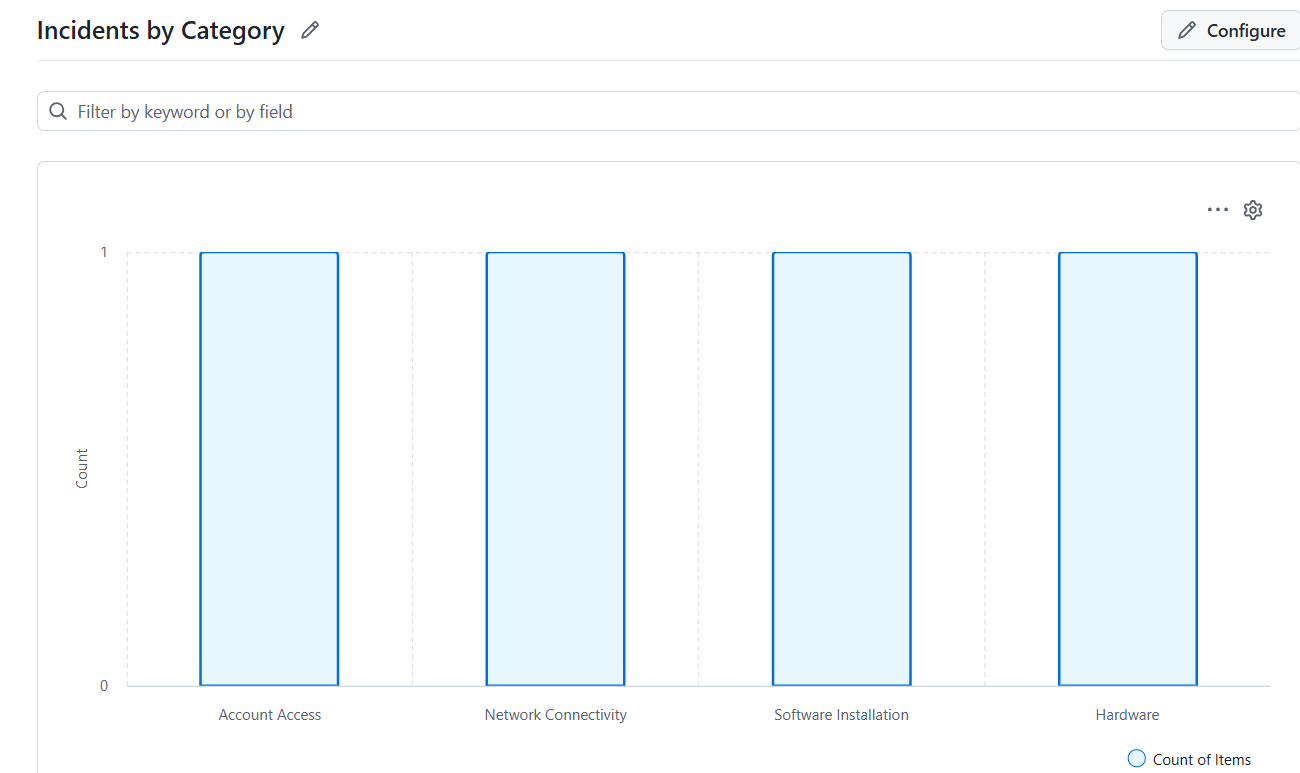 Incidents by Category
Configure
Filter by keyword or by field
1
Count
0
Account Access
Network Connectivity
Software Installation
Hardware
Count of Items